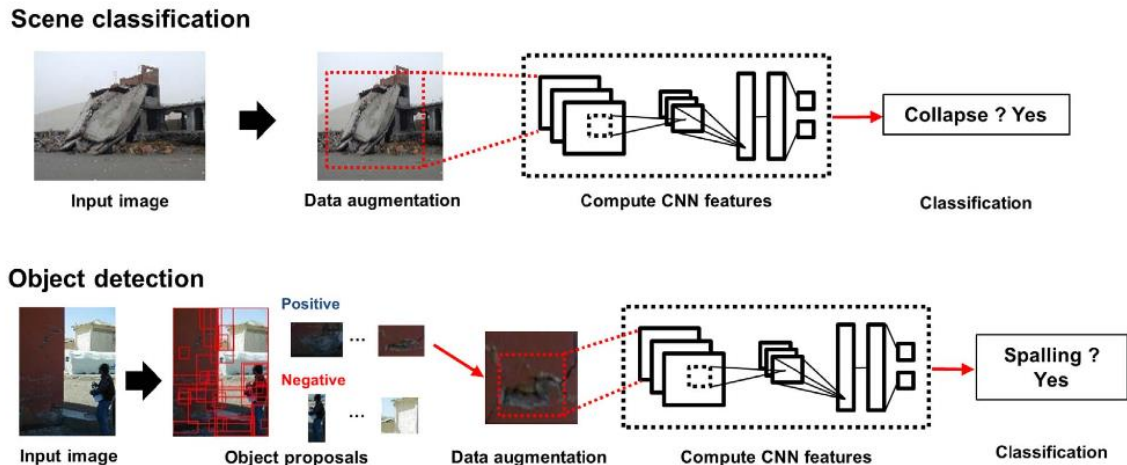 Scene classification
Collapse ? Yes
Input image
Data augmentation
Compute CNN features
Classification
Object detection
Positive
...
Negative
...
Spalling ?
Yes
Input image
Object proposals
Data augmentation
Compute CNN features
Classification